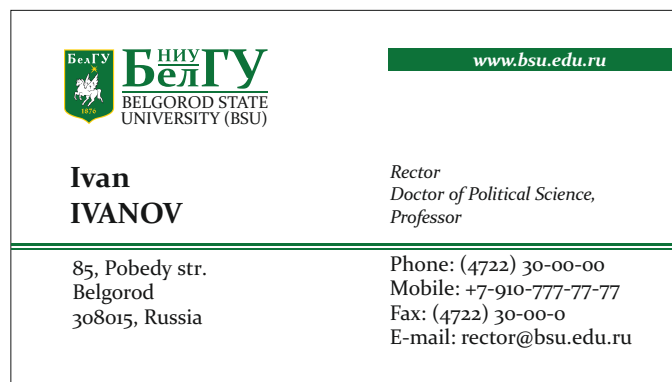 БелГУ
1876
НИУ
БелГУ
BELGOROD STATE
UNIVERSITY (BSU)
www.bsu.edu.ru
Ivan
IVANOV
Rector
Doctor of Political Science,
Professor
85, Pobedy str.
Belgorod
308015, Russia
Phone: (4722) 30-00-00
Mobile: +7-910-777-77-77
Fax: (4722) 30-00-0
E-mail: rector@bsu.edu.ru